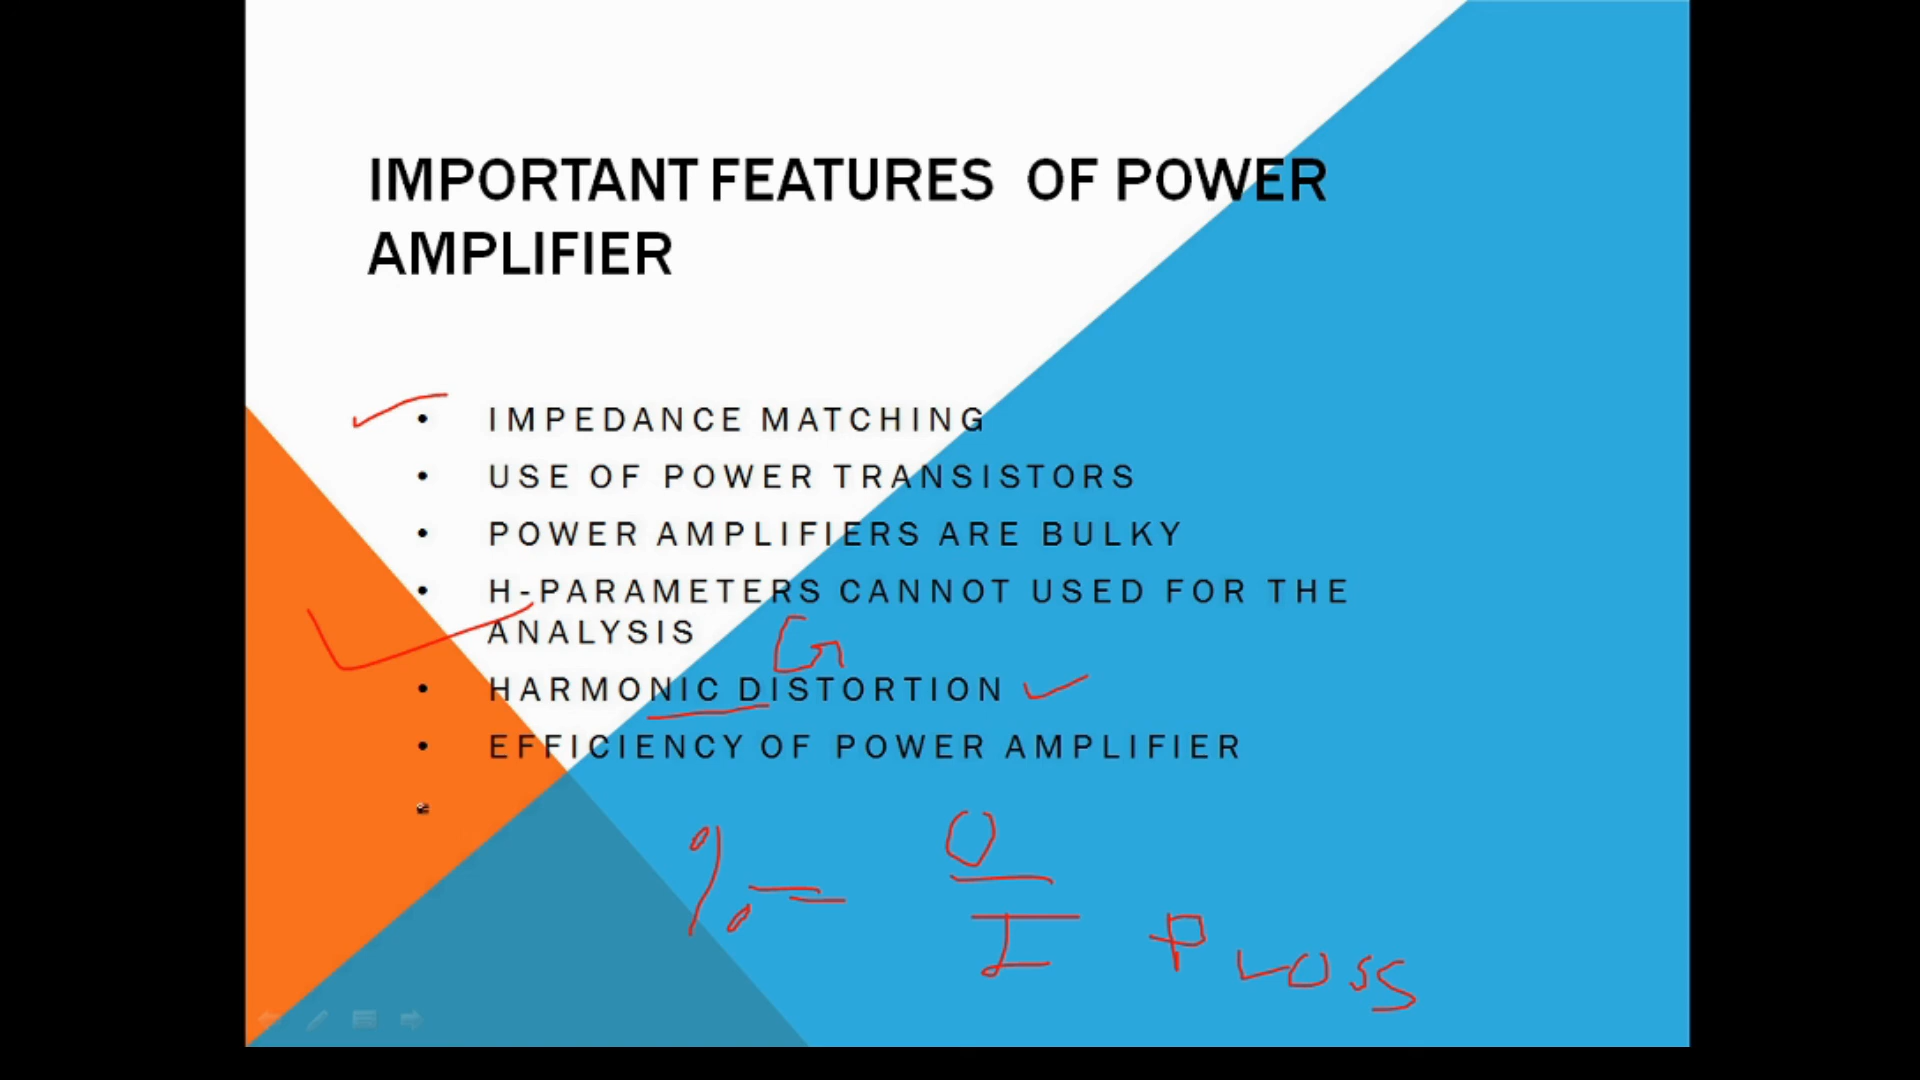 IMPORTANT FEATURES OF POWER
AMPLIFIER
• IMPEDANCE MATCHING
• USE OF POWER TRANSISTORS
• POWER AMPLIFIERS ARE BULKY
• H-PARAMETERS CANNOT USED FOR THE
ANALYSIS
G
• HARMONIC DISTORTION
• EFFICIENCY OF POWER AMPLIFIER
% = O
I
P LOSS